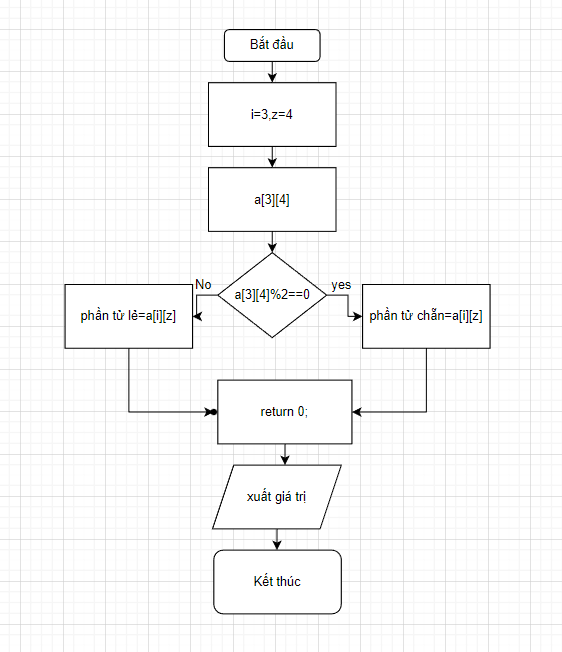 Bắt đầu
i=3,z=4
a[3][4]
No
yes
a[3][4]%2==0
phần tử lẻ=a[i][z]
phần tử chẵn=a[i][z]
return 0;
xuất giá trị
Kết thúc